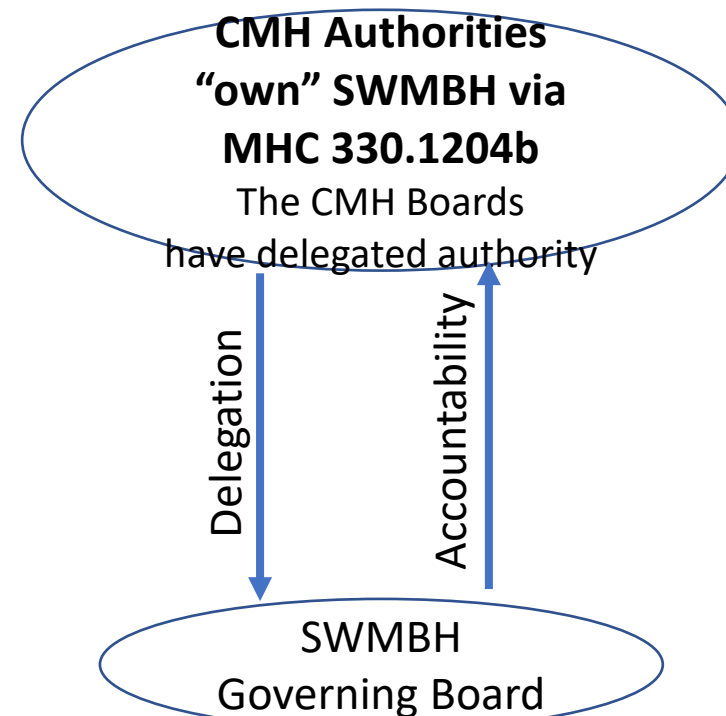 CMH Authorities
“own” SWMBH via
MHC 330.1204b
The CMH Boards
have delegated authority
Delegation
Accountability
SWMBH
Governing Board